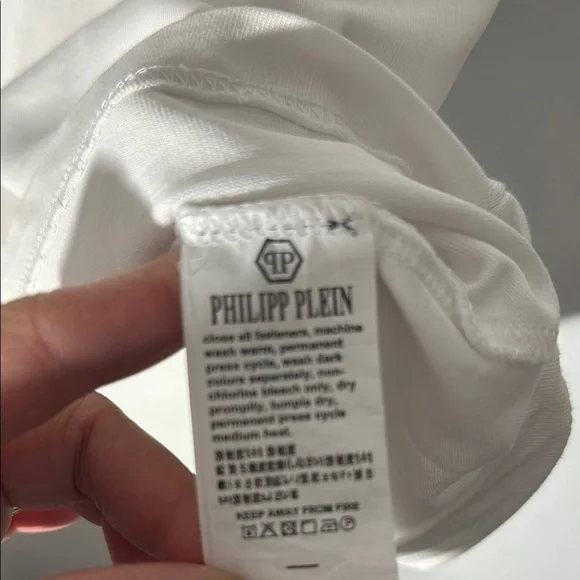 PHILIPP PLEIN
close all fasteners, machine
wash warm, permanent
press cycle, wash dark
colors separately, non-
chlorine bleach only, dry
promptly, tumple dry,
permanent press cycle
medium heat.
KEEP AWAY FROM FIRE